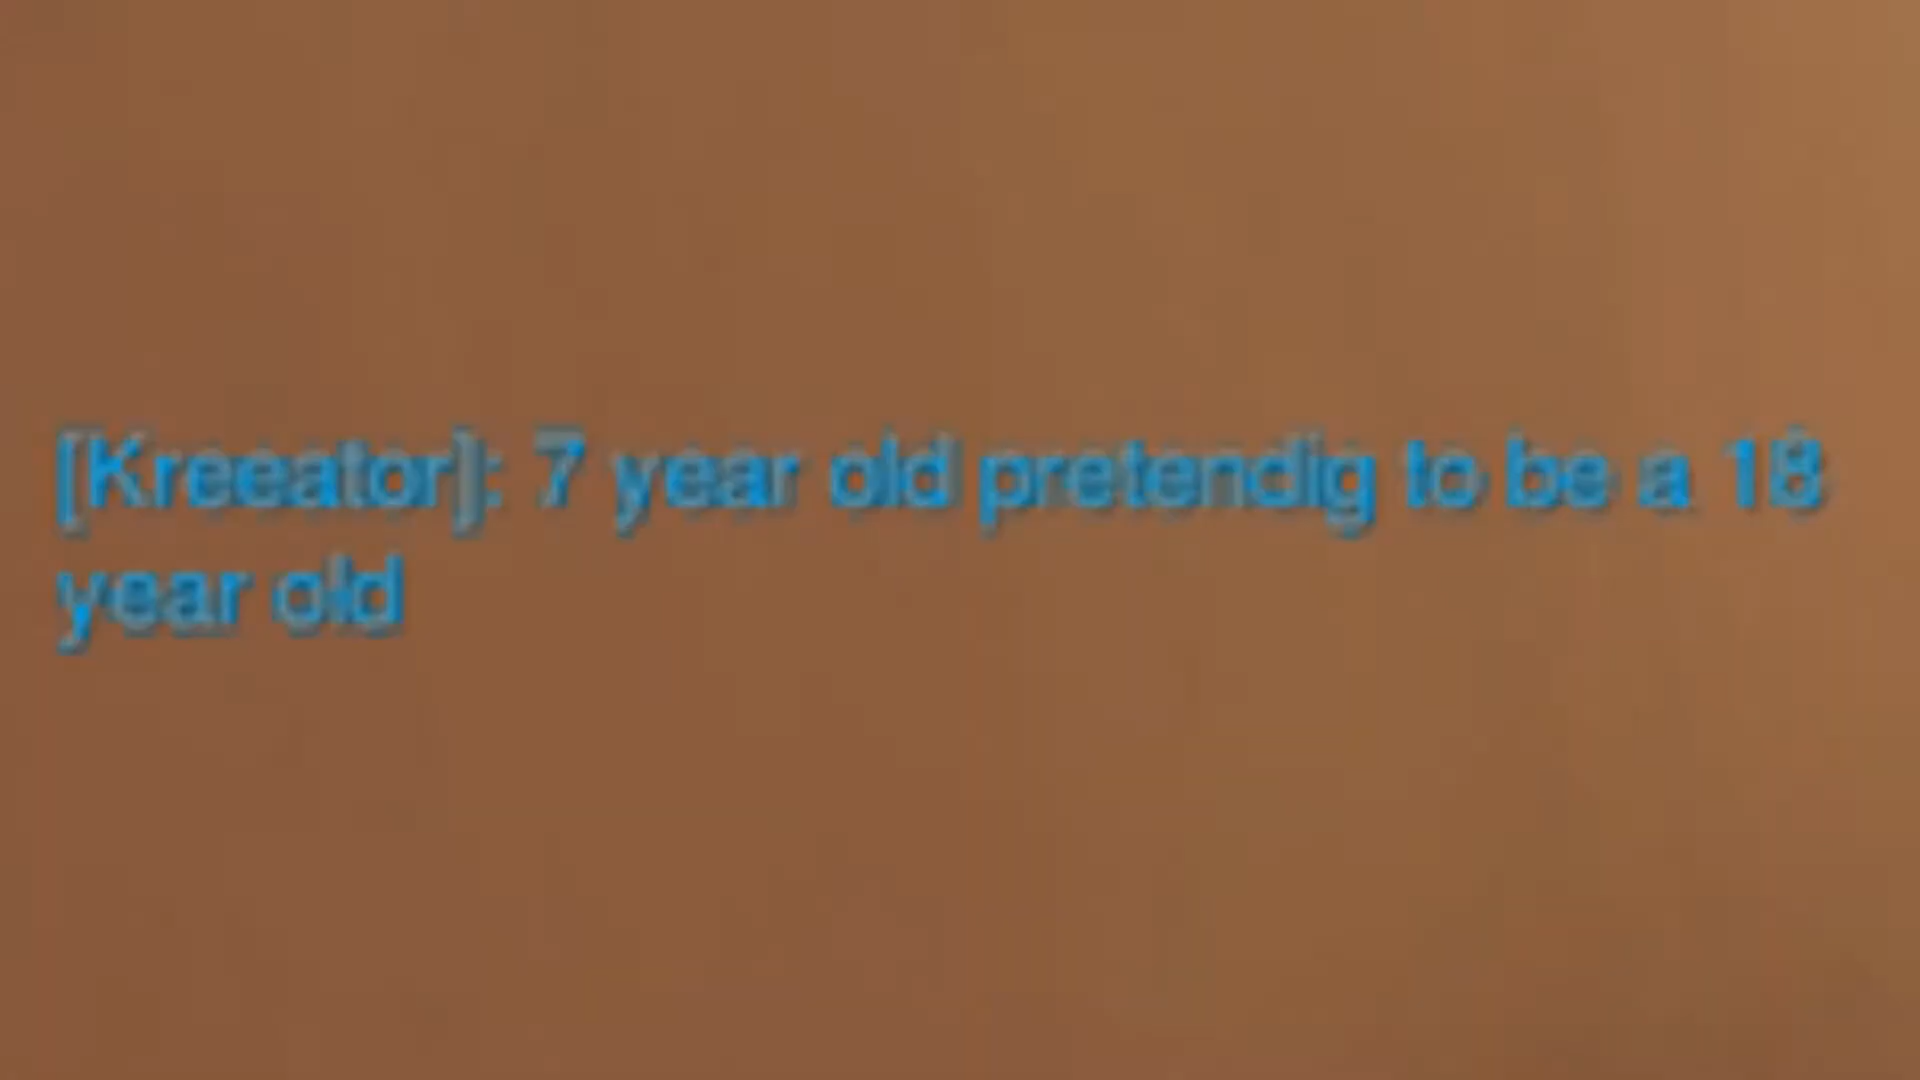 [Kreeator]: 7 year old pretendig to be a 18
year old